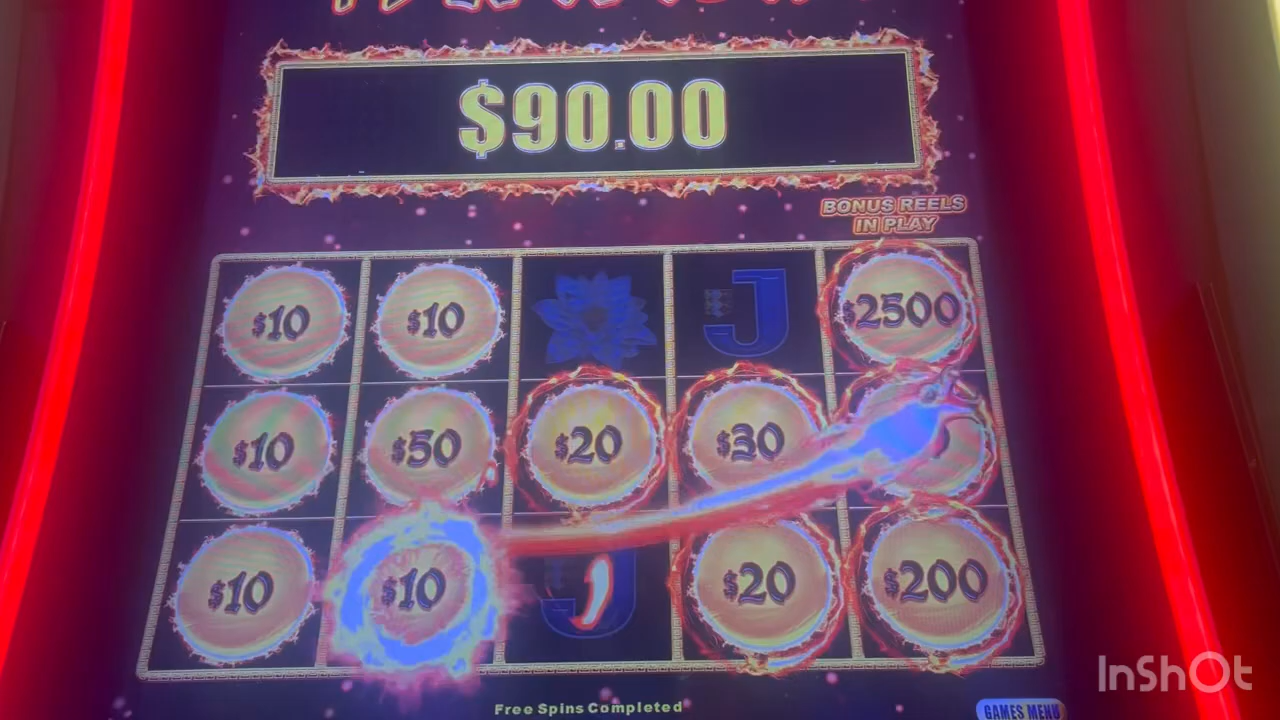 $90.00
BONUS REELS
IN PLAY
$10 $10 J $2500
$10 $50 $20 $30
$10 $10 J $20 $200
Free Spins Completed
GAMES MENU
InShOt